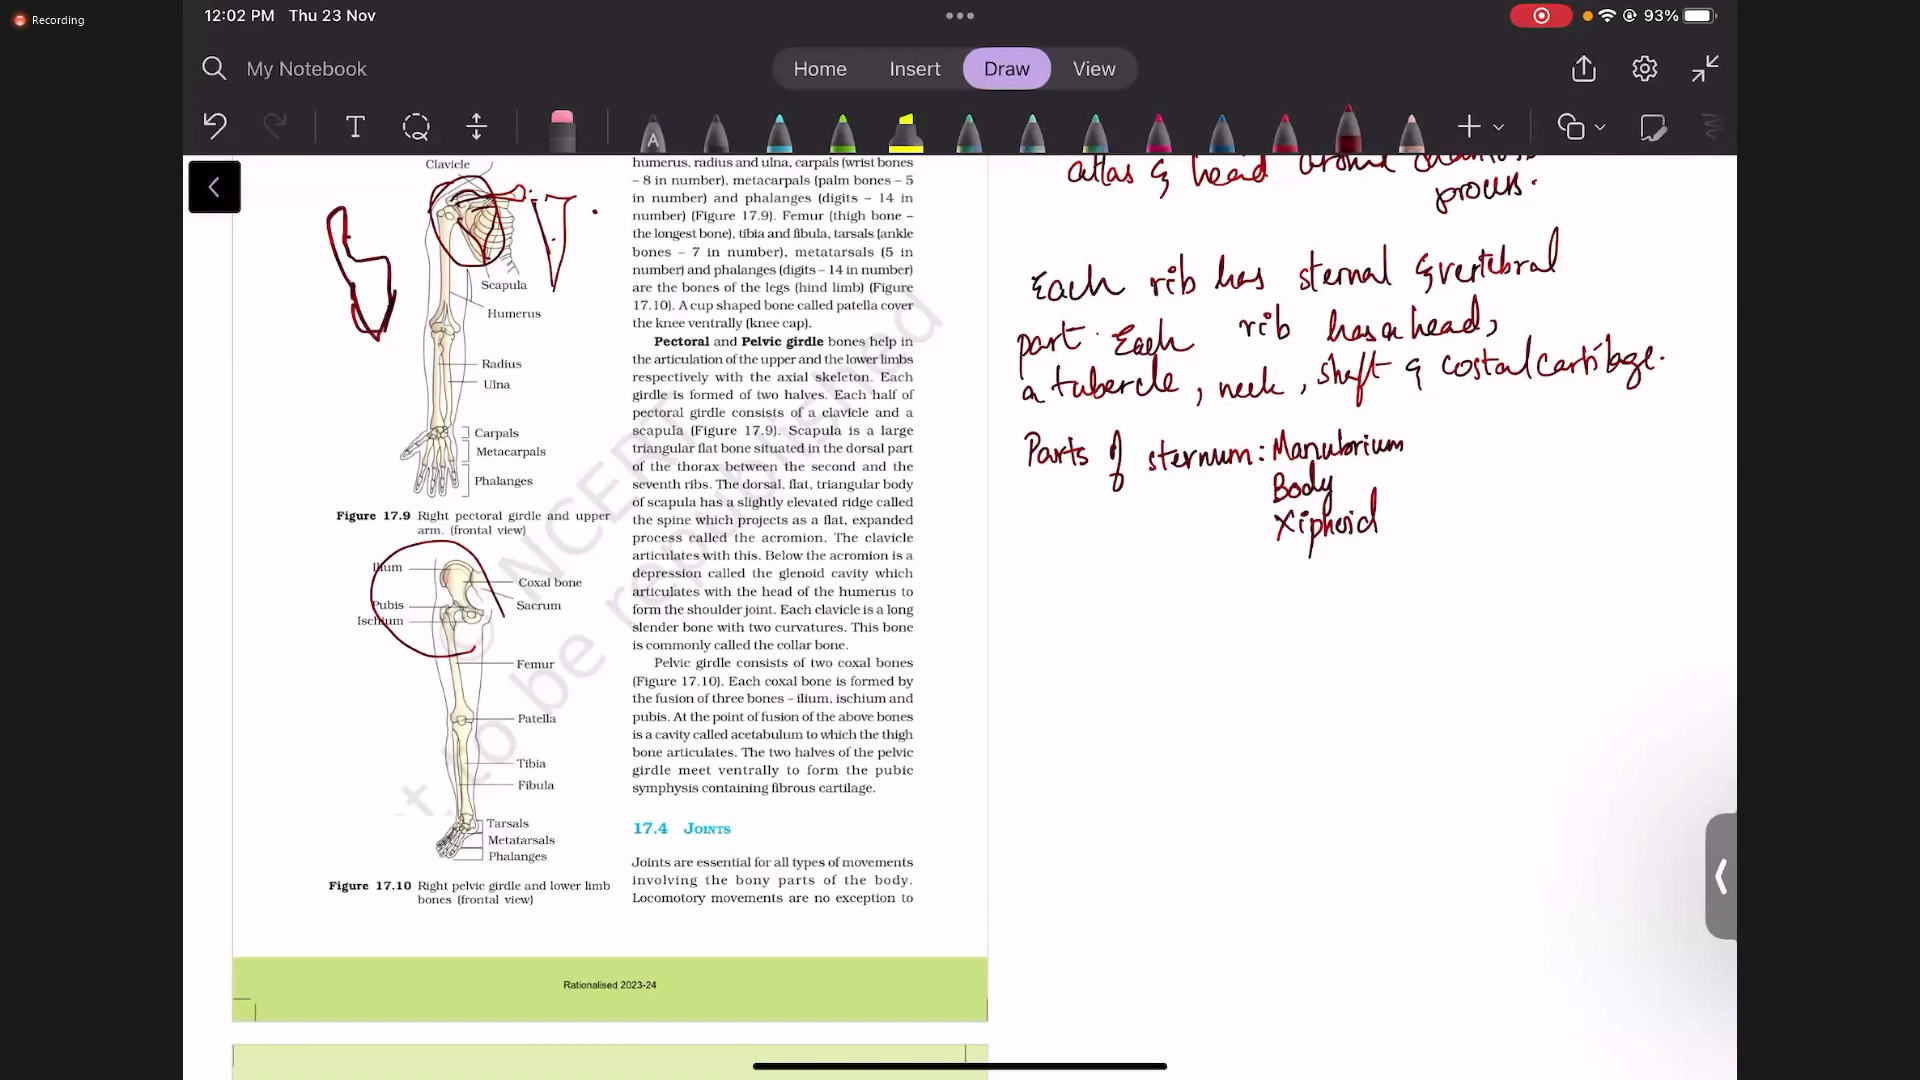 Recording
12:02 PM Thu 23 Nov
93%
My Notebook
Home Insert Draw View
T
A
Clavicle
Scapula
Humerus
Radius
Ulna
Carpals
Metacarpals
Phalanges
Figure 17.9 Right pectoral girdle and upper
arm. (frontal view)
Ilium
Coxal bone
Pubis
Sacrum
Ischium
Femur
Patella
Tibia
Fibula
Tarsals
Metatarsals
Phalanges
Figure 17.10 Right pelvic girdle and lower limb
bones (frontal view)
humerus, radius and ulna, carpals (wrist bones
– 8 in number), metacarpals (palm bones – 5
in number) and phalanges (digits – 14 in
number) (Figure 17.9). Femur (thigh bone –
the longest bone), tibia and fibula, tarsals (ankle
bones – 7 in number), metatarsals (5 in
number) and phalanges (digits – 14 in number)
are the bones of the legs (hind limb) (Figure
17.10). A cup shaped bone called patella cover
the knee ventrally (knee cap).
Pectoral and Pelvic girdle bones help in
the articulation of the upper and the lower limbs
respectively with the axial skeleton. Each
girdle is formed of two halves. Each half of
pectoral girdle consists of a clavicle and a
scapula (Figure 17.9). Scapula is a large
triangular flat bone situated in the dorsal part
of the thorax between the second and the
seventh ribs. The dorsal, flat, triangular body
of scapula has a slightly elevated ridge called
the spine which projects as a flat, expanded
process called the acromion. The clavicle
articulates with this. Below the acromion is a
depression called the glenoid cavity which
articulates with the head of the humerus to
form the shoulder joint. Each clavicle is a long
slender bone with two curvatures. This bone
is commonly called the collar bone.
Pelvic girdle consists of two coxal bones
(Figure 17.10). Each coxal bone is formed by
the fusion of three bones – ilium, ischium and
pubis. At the point of fusion of the above bones
is a cavity called acetabulum to which the thigh
bone articulates. The two halves of the pelvic
girdle meet ventrally to form the pubic
symphysis containing fibrous cartilage.
17.4 JOINTS
Joints are essential for all types of movements
involving the bony parts of the body.
Locomotory movements are no exception to
© NCERT
t to be republished
Rationalised 2023-24
atlas & head around
process.
Each rib has sternal & vertebral
part. Each rib has a head,
a tubercle, neck, shaft & costal cartilage.
Parts of sternum: Manubrium
Body
Xiphoid